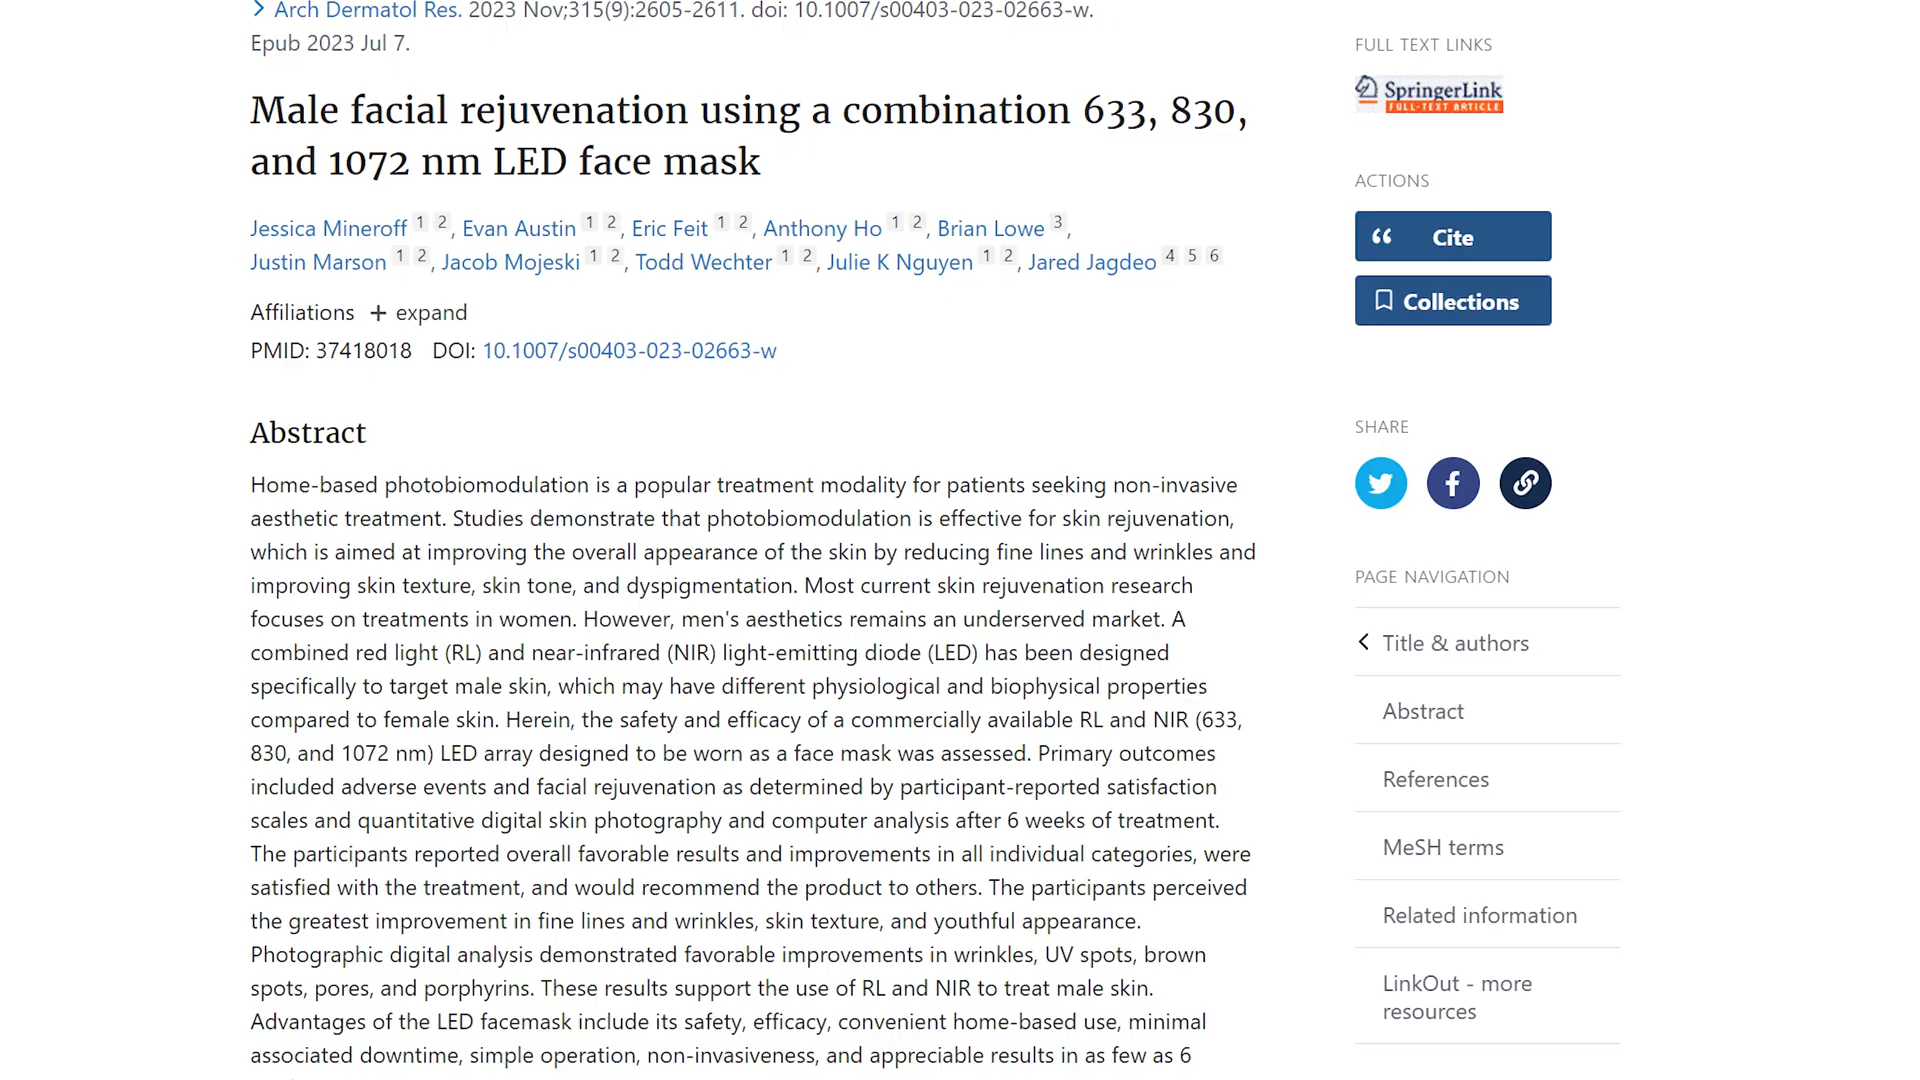 Arch Dermatol Res. 2023 Nov;315(9):2605-2611. doi: 10.1007/s00403-023-02663-w.
Epub 2023 Jul 7.
Male facial rejuvenation using a combination 633, 830,
and 1072 nm LED face mask
Jessica Mineroff 1 2, Evan Austin 1 2, Eric Feit 1 2, Anthony Ho 1 2, Brian Lowe 3,
Justin Marson 1 2, Jacob Mojeski 1 2, Todd Wechter 1 2, Julie K Nguyen 1 2, Jared Jagdeo 4 5 6
Affiliations + expand
PMID: 37418018 DOI: 10.1007/s00403-023-02663-w
Abstract
Home-based photobiomodulation is a popular treatment modality for patients seeking non-invasive
aesthetic treatment. Studies demonstrate that photobiomodulation is effective for skin rejuvenation,
which is aimed at improving the overall appearance of the skin by reducing fine lines and wrinkles and
improving skin texture, skin tone, and dyspigmentation. Most current skin rejuvenation research
focuses on treatments in women. However, men's aesthetics remains an underserved market. A
combined red light (RL) and near-infrared (NIR) light-emitting diode (LED) has been designed
specifically to target male skin, which may have different physiological and biophysical properties
compared to female skin. Herein, the safety and efficacy of a commercially available RL and NIR (633,
830, and 1072 nm) LED array designed to be worn as a face mask was assessed. Primary outcomes
included adverse events and facial rejuvenation as determined by participant-reported satisfaction
scales and quantitative digital skin photography and computer analysis after 6 weeks of treatment.
The participants reported overall favorable results and improvements in all individual categories, were
satisfied with the treatment, and would recommend the product to others. The participants perceived
the greatest improvement in fine lines and wrinkles, skin texture, and youthful appearance.
Photographic digital analysis demonstrated favorable improvements in wrinkles, UV spots, brown
spots, pores, and porphyrins. These results support the use of RL and NIR to treat male skin.
Advantages of the LED facemask include its safety, efficacy, convenient home-based use, minimal
associated downtime, simple operation, non-invasiveness, and appreciable results in as few as 6
FULL TEXT LINKS
SpringerLink
FULL-TEXT ARTICLE
ACTIONS
Cite
Collections
SHARE
PAGE NAVIGATION
Title & authors
Abstract
References
MeSH terms
Related information
LinkOut - more
resources